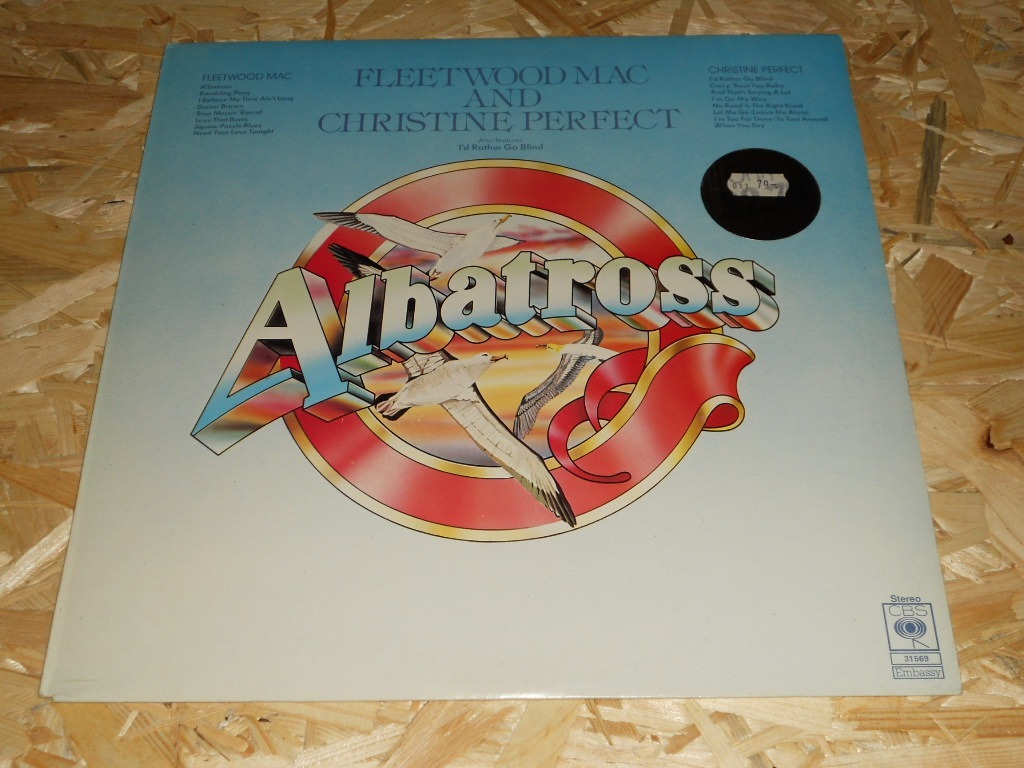 FLEETWOOD MAC
Albatross
Rambling Pony
I Believe My Time Ain't Long
Doctor Brown
Stop Messin' Round
Love That Burns
Jigsaw Puzzle Blues
Need Your Love Tonight
FLEETWOOD MAC
AND
CHRISTINE PERFECT
Also features
I'd Rather Go Blind
CHRISTINE PERFECT
I'd Rather Go Blind
Crazy 'Bout You Baby
And That's Saying A Lot
I'm On My Way
No Road Is The Right Road
Let Me Go (Leave Me Alone)
I'm Too Far Gone (To Turn Around)
When You Say
79,-
Albatross
Stereo
CBS
31569
Embassy